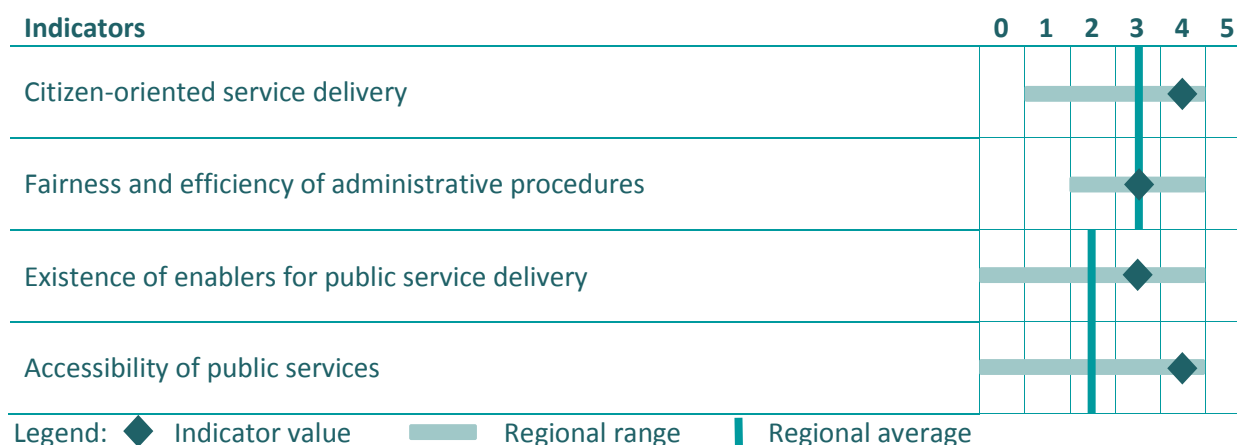 Indicators 0 1 2 3 4 5
Citizen-oriented service delivery
Fairness and efficiency of administrative procedures
Existence of enablers for public service delivery
Accessibility of public services
Legend: Indicator value Regional range Regional average